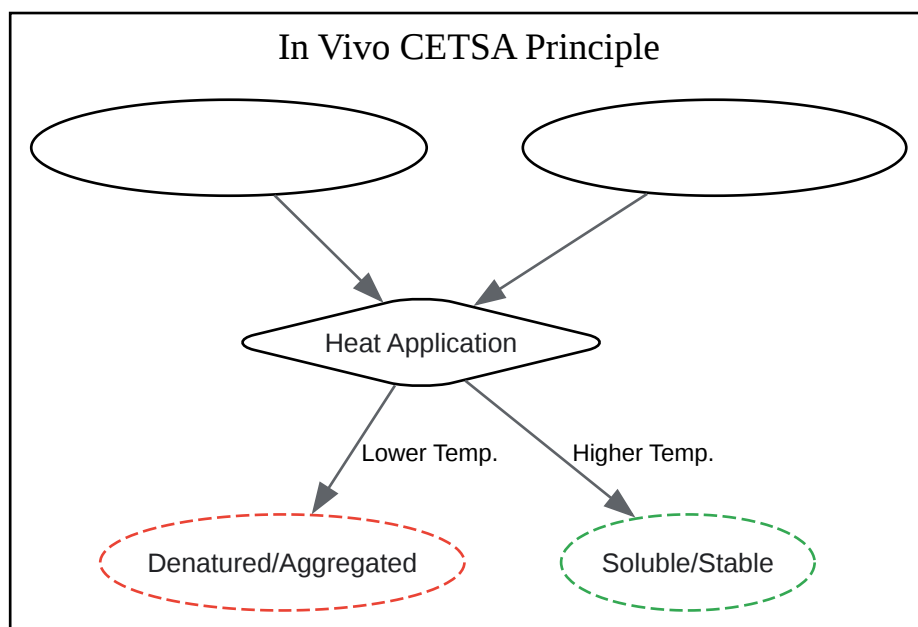 In Vivo CETSA Principle
Heat Application
Lower Temp.
Higher Temp.
Denatured/Aggregated
Soluble/Stable